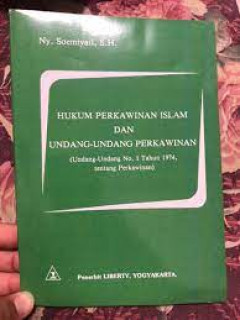 Ny. Soemiyati, S.H.
HUKUM PERKAWINAN ISLAM
DAN
UNDANG-UNDANG PERKAWINAN
(Undang-Undang No. 1 Tahun 1974,
tentang Perkawinan)
Penerbit LIBERTY, YOGYAKARTA.